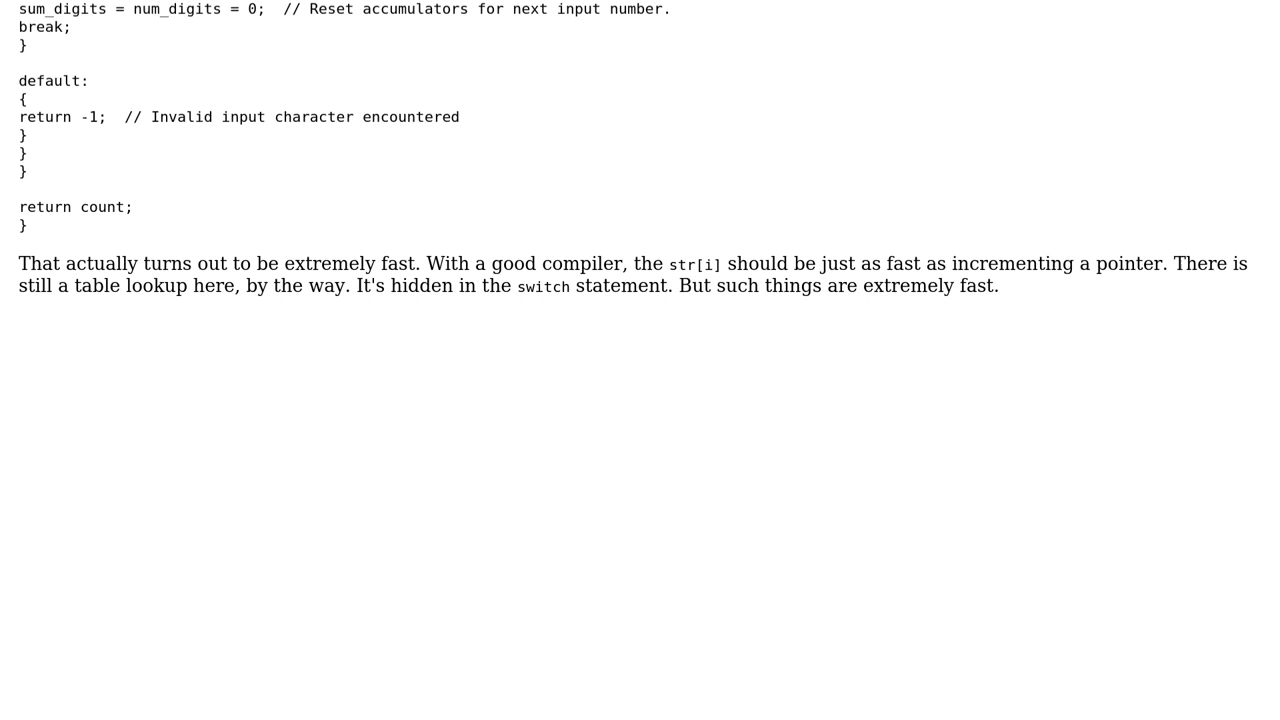 sum_digits = num_digits = 0;  // Reset accumulators for next input number.
break;
}
default:
{
return -1;  // Invalid input character encountered
}
}
}
return count;
}
That actually turns out to be extremely fast. With a good compiler, the str[i] should be just as fast as incrementing a pointer. There is
still a table lookup here, by the way. It's hidden in the switch statement. But such things are extremely fast.